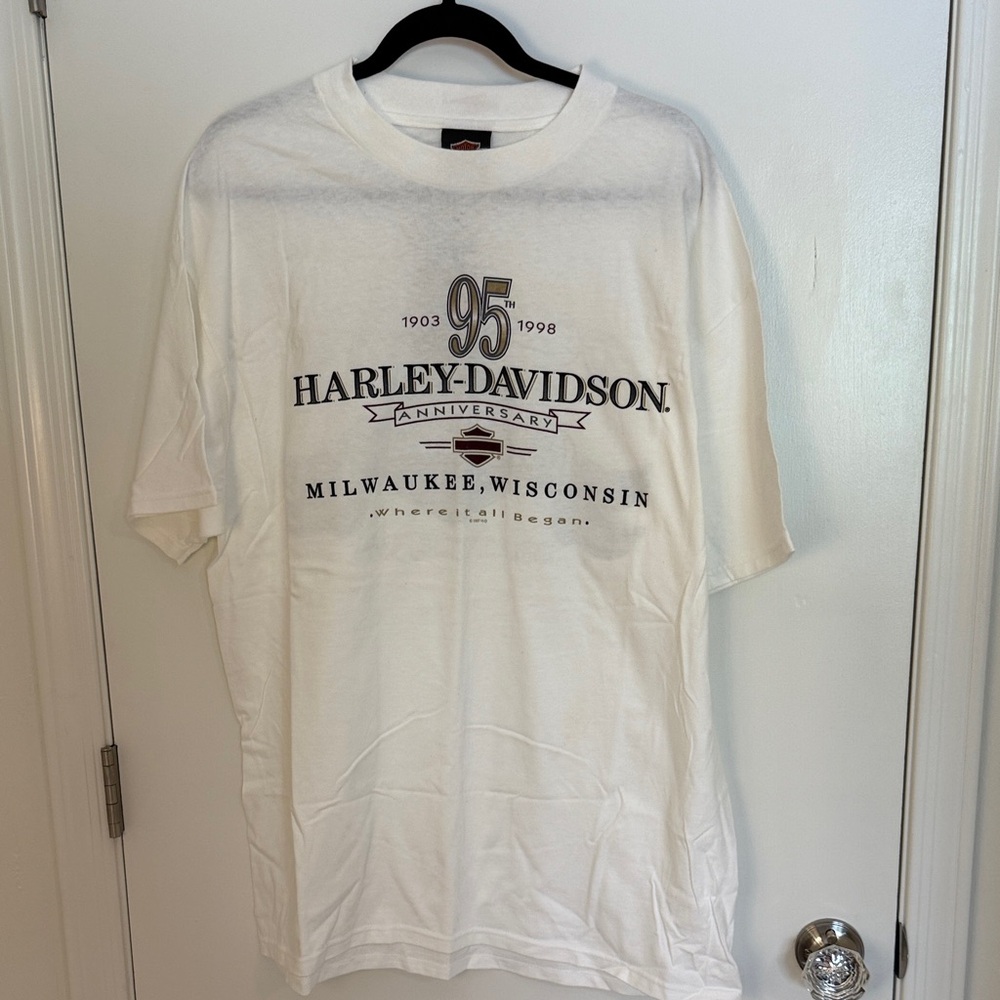 95TH
1903 1998
HARLEY-DAVIDSON.
ANNIVERSARY
MILWAUKEE, WISCONSIN
.Where it all Began.